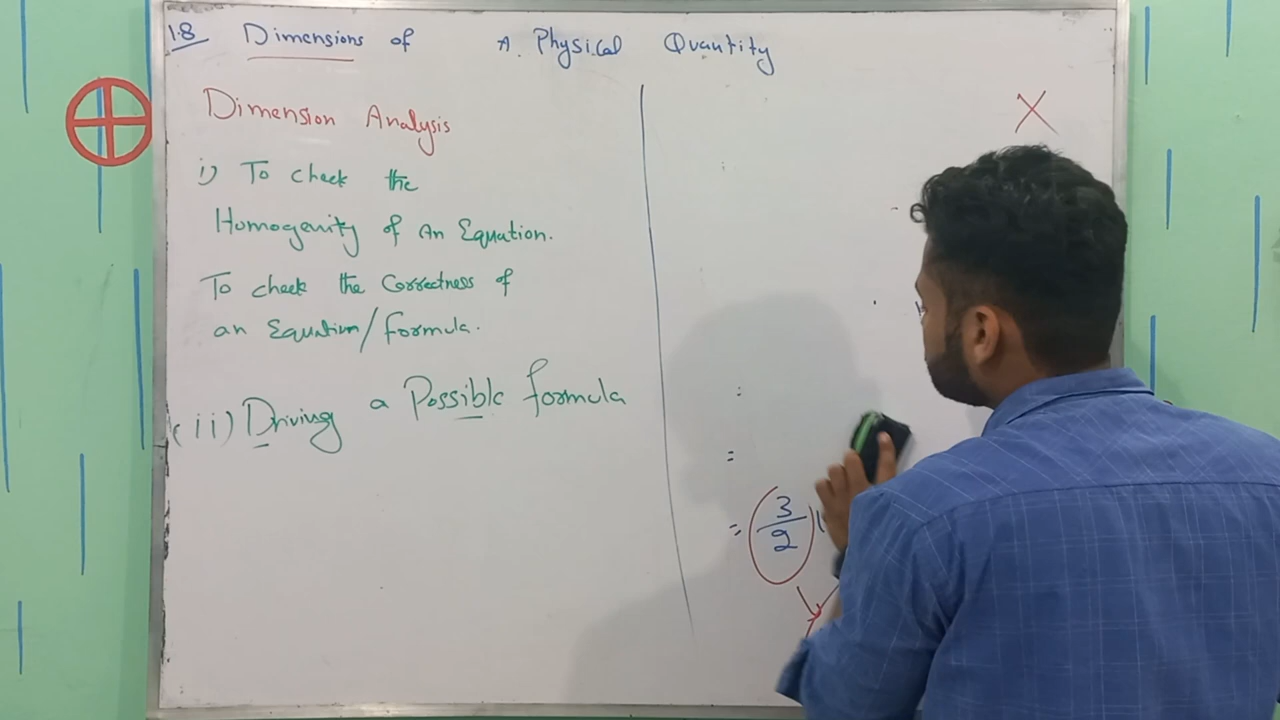 1.8 Dimensions of A. Physical Quantity
Dimension Analysis
i) To check the
Homogenity of An Equation.
To check the Correctness of
an Equation/formula.
(ii) Driving a Possible formula
X
=
= 3/2